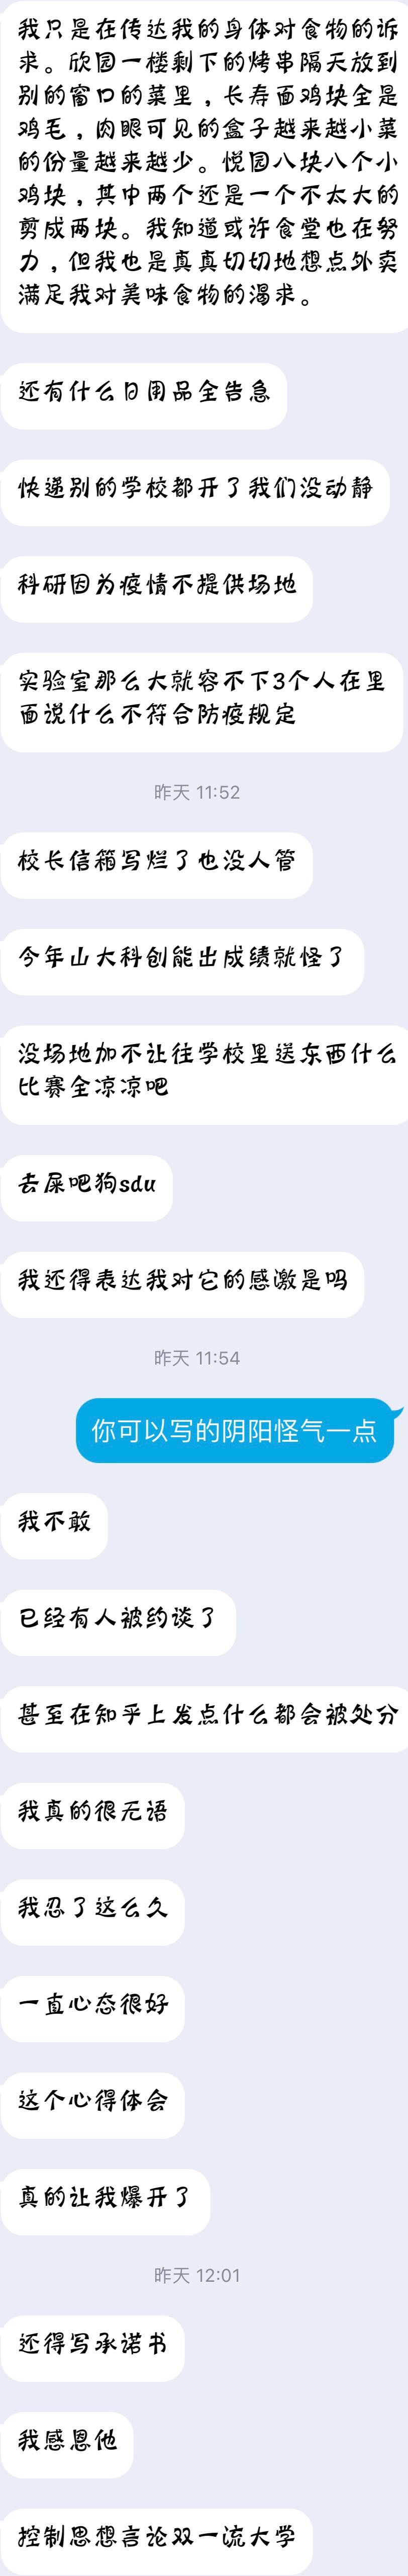 我只是在传达我的身体对食物的诉
求。欣园一楼剩下的烤串隔天放到
别的窗口的菜里，长寿面鸡块全是
鸡毛，肉眼可见的盒子越来越小菜
的份量越来越少。悦园八块八个小
鸡块，其中两个还是一个不太大的
剪成两块。我知道或许食堂也在努
力，但我也是真真切切地想点外卖
满足我对美味食物的渴求。
还有什么日用品全告急
快递别的学校都开了我们没动静
科研因为疫情不提供场地
实验室那么大就容不下3个人在里
面说什么不符合防疫规定
昨天 11:52
校长信箱写烂了也没人管
今年山大科创能出成绩就怪了
没场地加不让往学校里送东西什么
比赛全凉凉吧
去屎吧狗sdu
我还得表达我对它的感激是吗
昨天 11:54
你可以写的阴阳怪气一点
我不敢
已经有人被约谈了
甚至在知乎上发点什么都会被处分
我真的很无语
我忍了这么久
一直心态很好
这个心得体会
真的让我爆开了
昨天 12:01
还得写承诺书
我感恩他
控制思想言论双一流大学